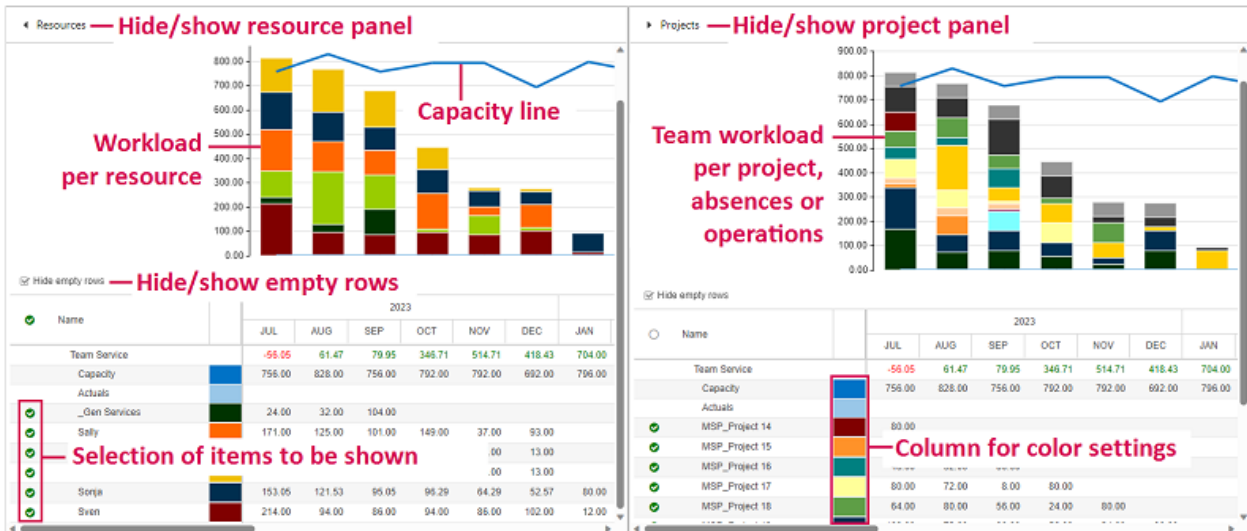 Resources
Hide/show resource panel
800.00
700.00
600.00
500.00
400.00
300.00
200.00
100.00
0.00
Capacity line
Workload
per resource
Hide empty rows
Hide/show empty rows
Name
2023
JUL AUG SEP OCT NOV DEC JAN
Team Service -56.05 61.47 79.95 346.71 514.71 418.43 704.00
Capacity 756.00 828.00 756.00 792.00 792.00 692.00 796.00
Actuals
_Gen Services 24.00 32.00 104.00
Sally 171.00 125.00 101.00 149.00 37.00 93.00
.00 13.00
Selection of items to be shown
.00 13.00
Sonja 153.05 121.53 95.05 96.29 64.29 52.57 80.00
Sven 214.00 94.00 86.00 94.00 86.00 102.00 12.00
Projects
Hide/show project panel
900.00
800.00
700.00
600.00
500.00
400.00
300.00
200.00
100.00
0.00
Team workload
per project,
absences or
operations
Hide empty rows
Name
2023
JUL AUG SEP OCT NOV DEC JAN
Team Service -56.05 61.47 79.95 346.71 514.71 418.43 704.00
Capacity 756.00 828.00 756.00 792.00 792.00 692.00 796.00
Actuals
MSP_Project 14 80.00
MSP_Project 15
Column for color settings
MSP_Project 16
MSP_Project 17 80.00 72.00 8.00 80.00
MSP_Project 18 64.00 80.00 56.00 24.00 80.00